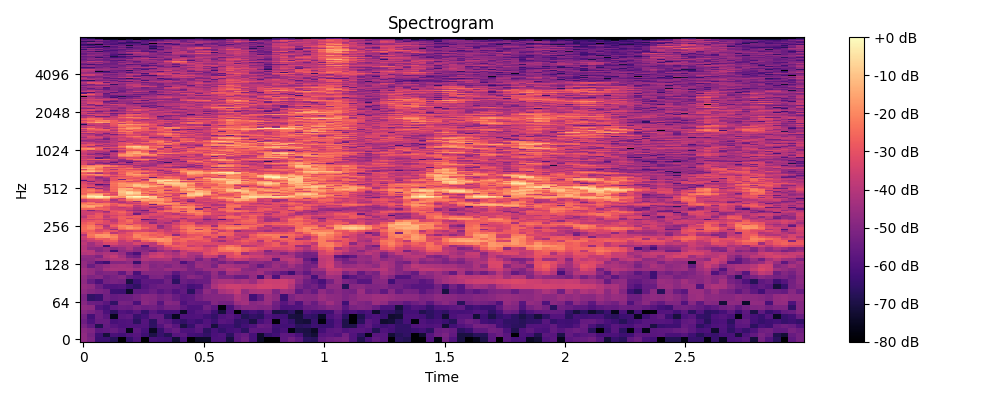 Spectrogram
Hz
4096
2048
1024
512
256
128
64
0
0 0.5 1 1.5 2 2.5
Time
+0 dB
-10 dB
-20 dB
-30 dB
-40 dB
-50 dB
-60 dB
-70 dB
-80 dB